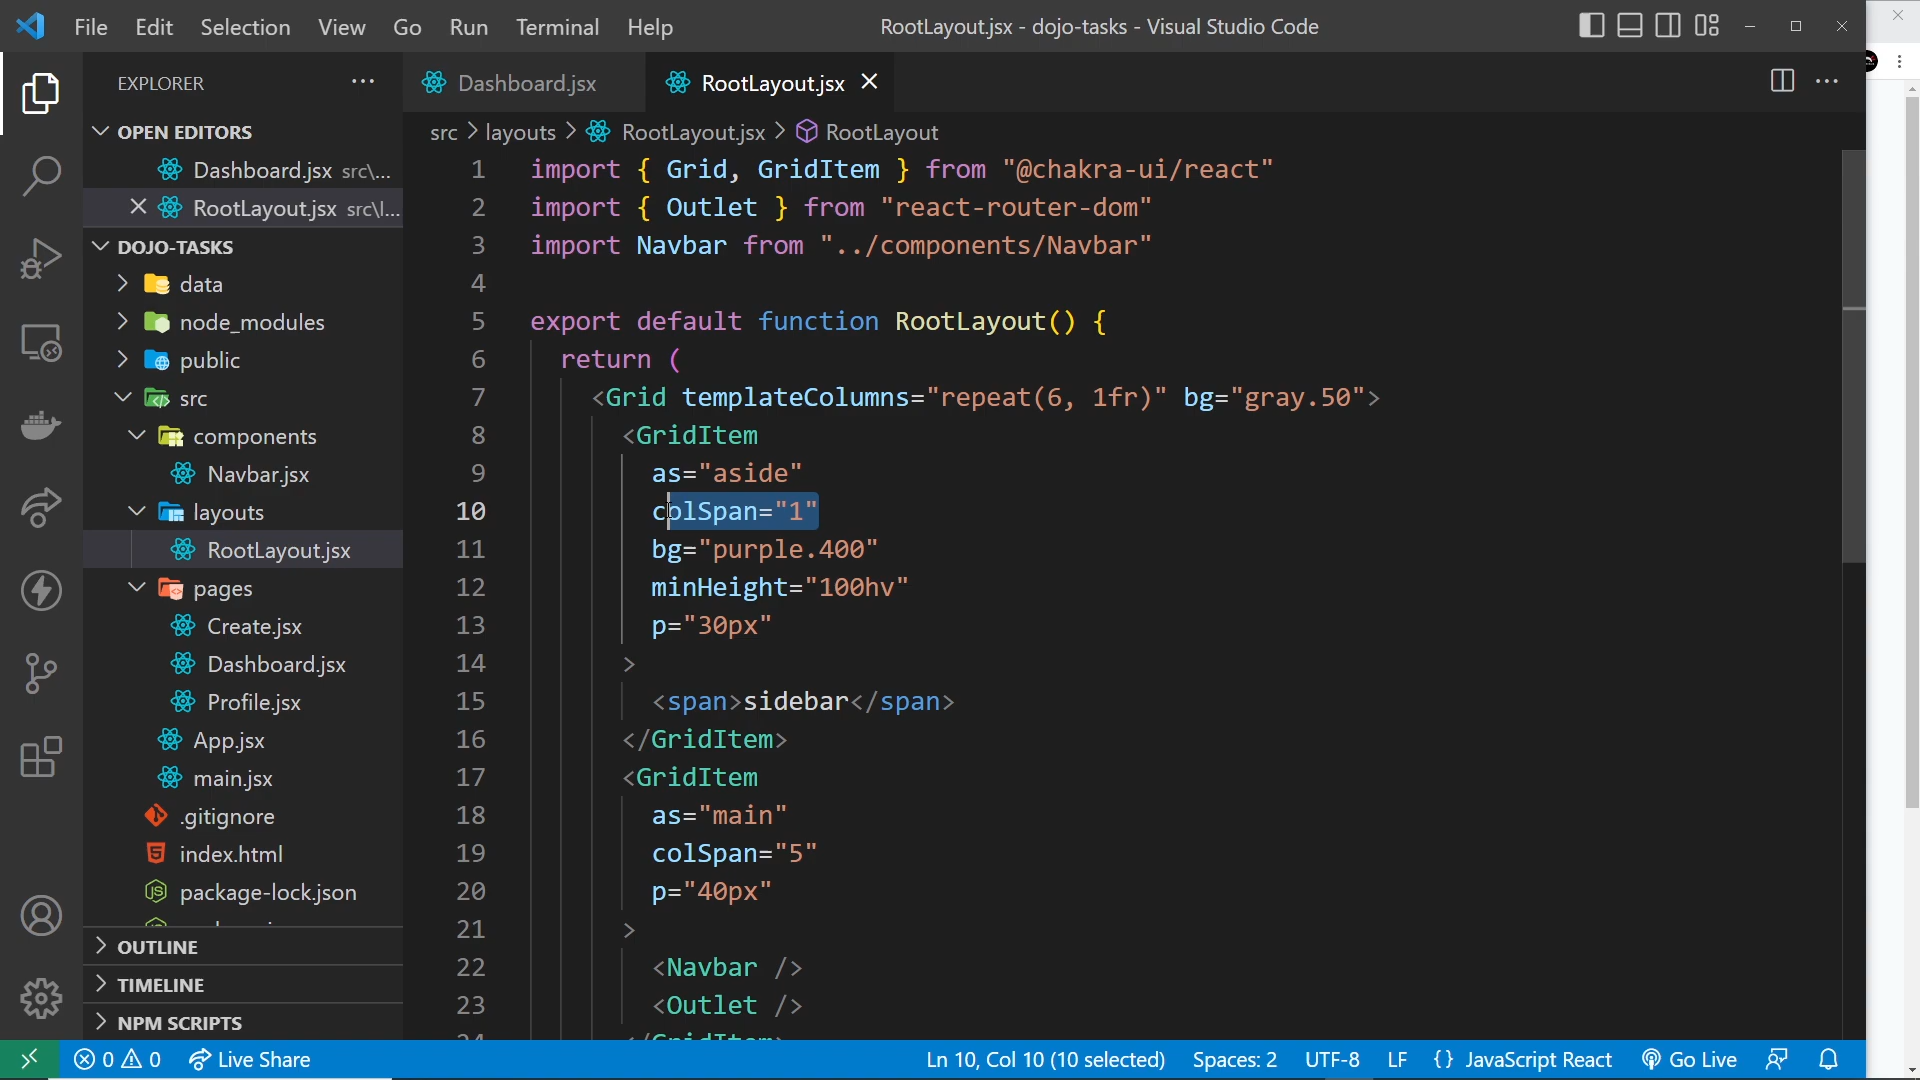 File Edit Selection View Go Run Terminal Help
RootLayout.jsx - dojo-tasks - Visual Studio Code
EXPLORER
Dashboard.jsx
RootLayout.jsx
OPEN EDITORS
Dashboard.jsx src\...
RootLayout.jsx src\l...
DOJO-TASKS
data
node_modules
public
src
components
Navbar.jsx
layouts
RootLayout.jsx
pages
Create.jsx
Dashboard.jsx
Profile.jsx
App.jsx
main.jsx
.gitignore
index.html
package-lock.json
OUTLINE
TIMELINE
NPM SCRIPTS
src > layouts > RootLayout.jsx > RootLayout
1 import { Grid, GridItem } from "@chakra-ui/react"
2 import { Outlet } from "react-router-dom"
3 import Navbar from "../components/Navbar"
4
5 export default function RootLayout() {
6 return (
7 <Grid templateColumns="repeat(6, 1fr)" bg="gray.50">
8 <GridItem
9 as="aside"
10 colSpan="1"
11 bg="purple.400"
12 minHeight="100hv"
13 p="30px"
14 >
15 <span>sidebar</span>
16 </GridItem>
17 <GridItem
18 as="main"
19 colSpan="5"
20 p="40px"
21 >
22 <Navbar />
23 <Outlet />
24 </GridItem>
0 0 Live Share
Ln 10, Col 10 (10 selected) Spaces: 2 UTF-8 LF {} JavaScript React Go Live